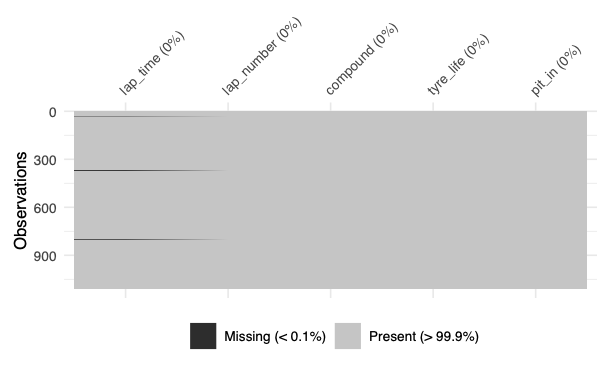 lap_time (0%)
lap_number (0%)
compound (0%)
tyre_life (0%)
pit_in (0%)
0
300
600
900
Observations
Missing (< 0.1%)
Present (> 99.9%)